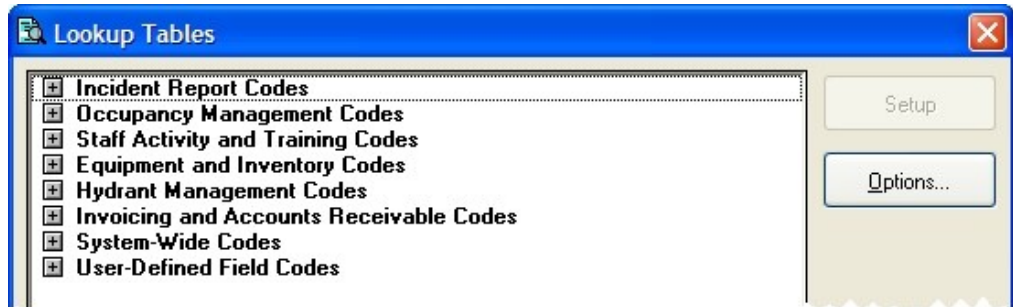 Lookup Tables
Incident Report Codes
Occupancy Management Codes
Staff Activity and Training Codes
Equipment and Inventory Codes
Hydrant Management Codes
Invoicing and Accounts Receivable Codes
System-Wide Codes
User-Defined Field Codes
Setup
Options...